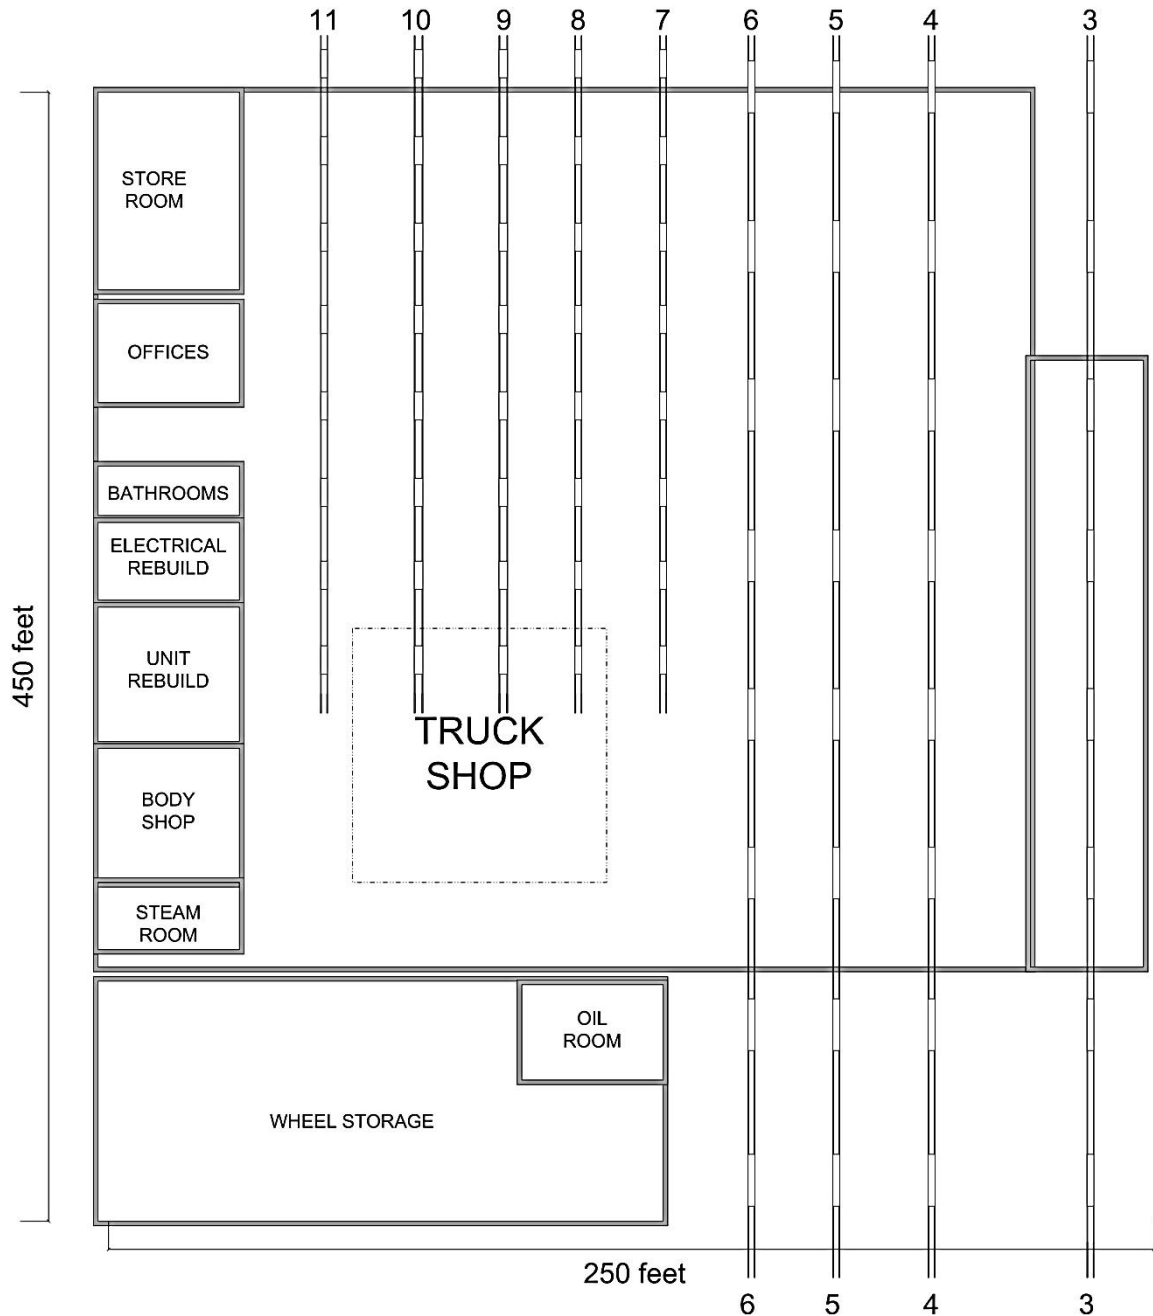 11
10
9
8
7
6
5
4
3
STORE
ROOM
OFFICES
BATHROOMS
ELECTRICAL
REBUILD
UNIT
REBUILD
BODY
SHOP
STEAM
ROOM
450 feet
TRUCK
SHOP
OIL
ROOM
WHEEL STORAGE
250 feet
6
5
4
3